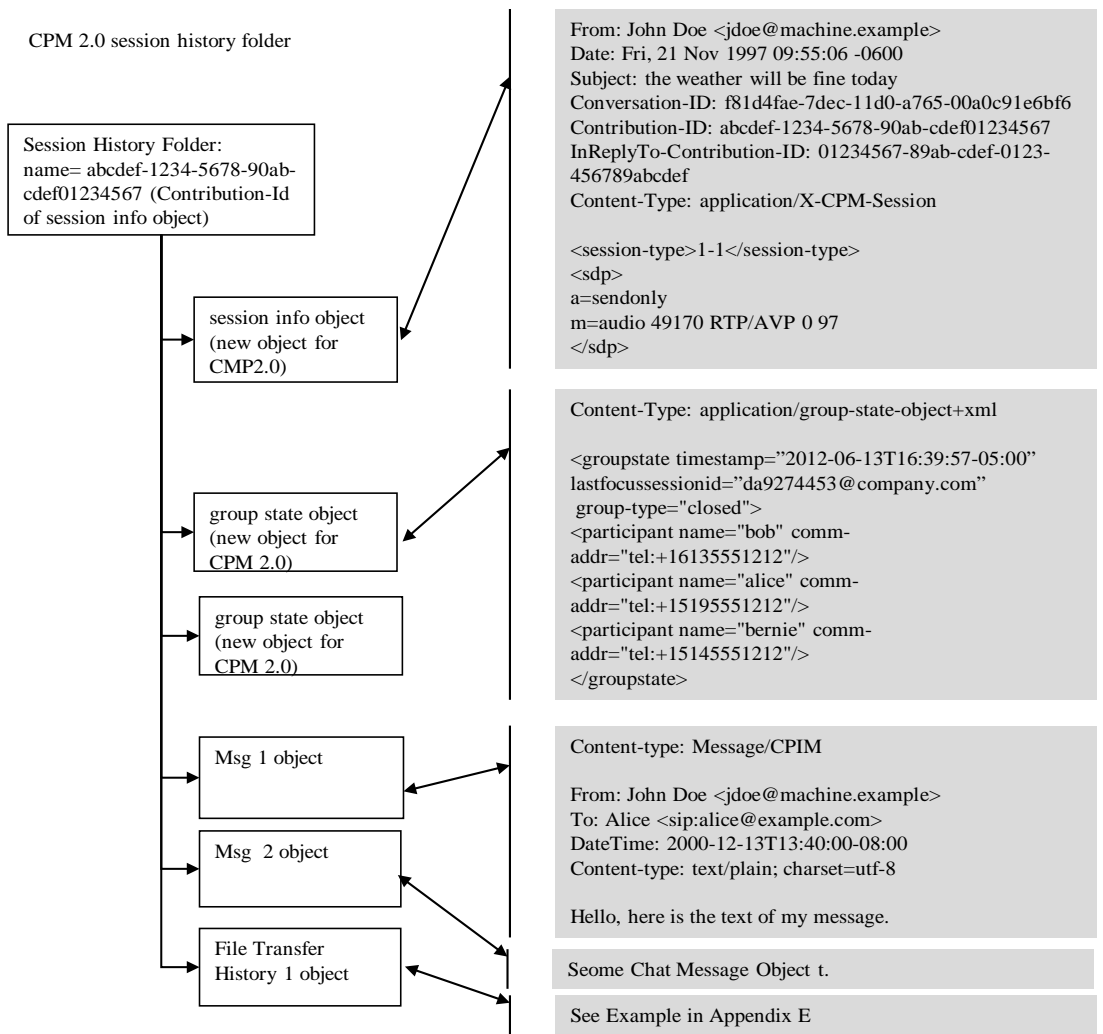 CPM 2.0 session history folder
Session History Folder:
name= abcdef-1234-5678-90ab-
cdef01234567 (Contribution-Id
of session info object)
session info object
(new object for
CMP2.0)
group state object
(new object for
CPM 2.0)
group state object
(new object for
CPM 2.0)
Msg 1 object
Msg  2 object
File Transfer
History 1 object
From: John Doe <jdoe@machine.example>
Date: Fri, 21 Nov 1997 09:55:06 -0600
Subject: the weather will be fine today
Conversation-ID: f81d4fae-7dec-11d0-a765-00a0c91e6bf6
Contribution-ID: abcdef-1234-5678-90ab-cdef01234567
InReplyTo-Contribution-ID: 01234567-89ab-cdef-0123-
456789abcdef
Content-Type: application/X-CPM-Session
<session-type>1-1</session-type>
<sdp>
a=sendonly
m=audio 49170 RTP/AVP 0 97
</sdp>
Content-Type: application/group-state-object+xml
<groupstate timestamp=”2012-06-13T16:39:57-05:00”
lastfocussessionid=”da9274453@company.com”
group-type="closed">
<participant name="bob" comm-
addr="tel:+16135551212"/>
<participant name="alice" comm-
addr="tel:+15195551212"/>
<participant name="bernie" comm-
addr="tel:+15145551212"/>
</groupstate>
Content-type: Message/CPIM
From: John Doe <jdoe@machine.example>
To: Alice <sip:alice@example.com>
DateTime: 2000-12-13T13:40:00-08:00
Content-type: text/plain; charset=utf-8
Hello, here is the text of my message.
Seome Chat Message Object t.
See Example in Appendix E